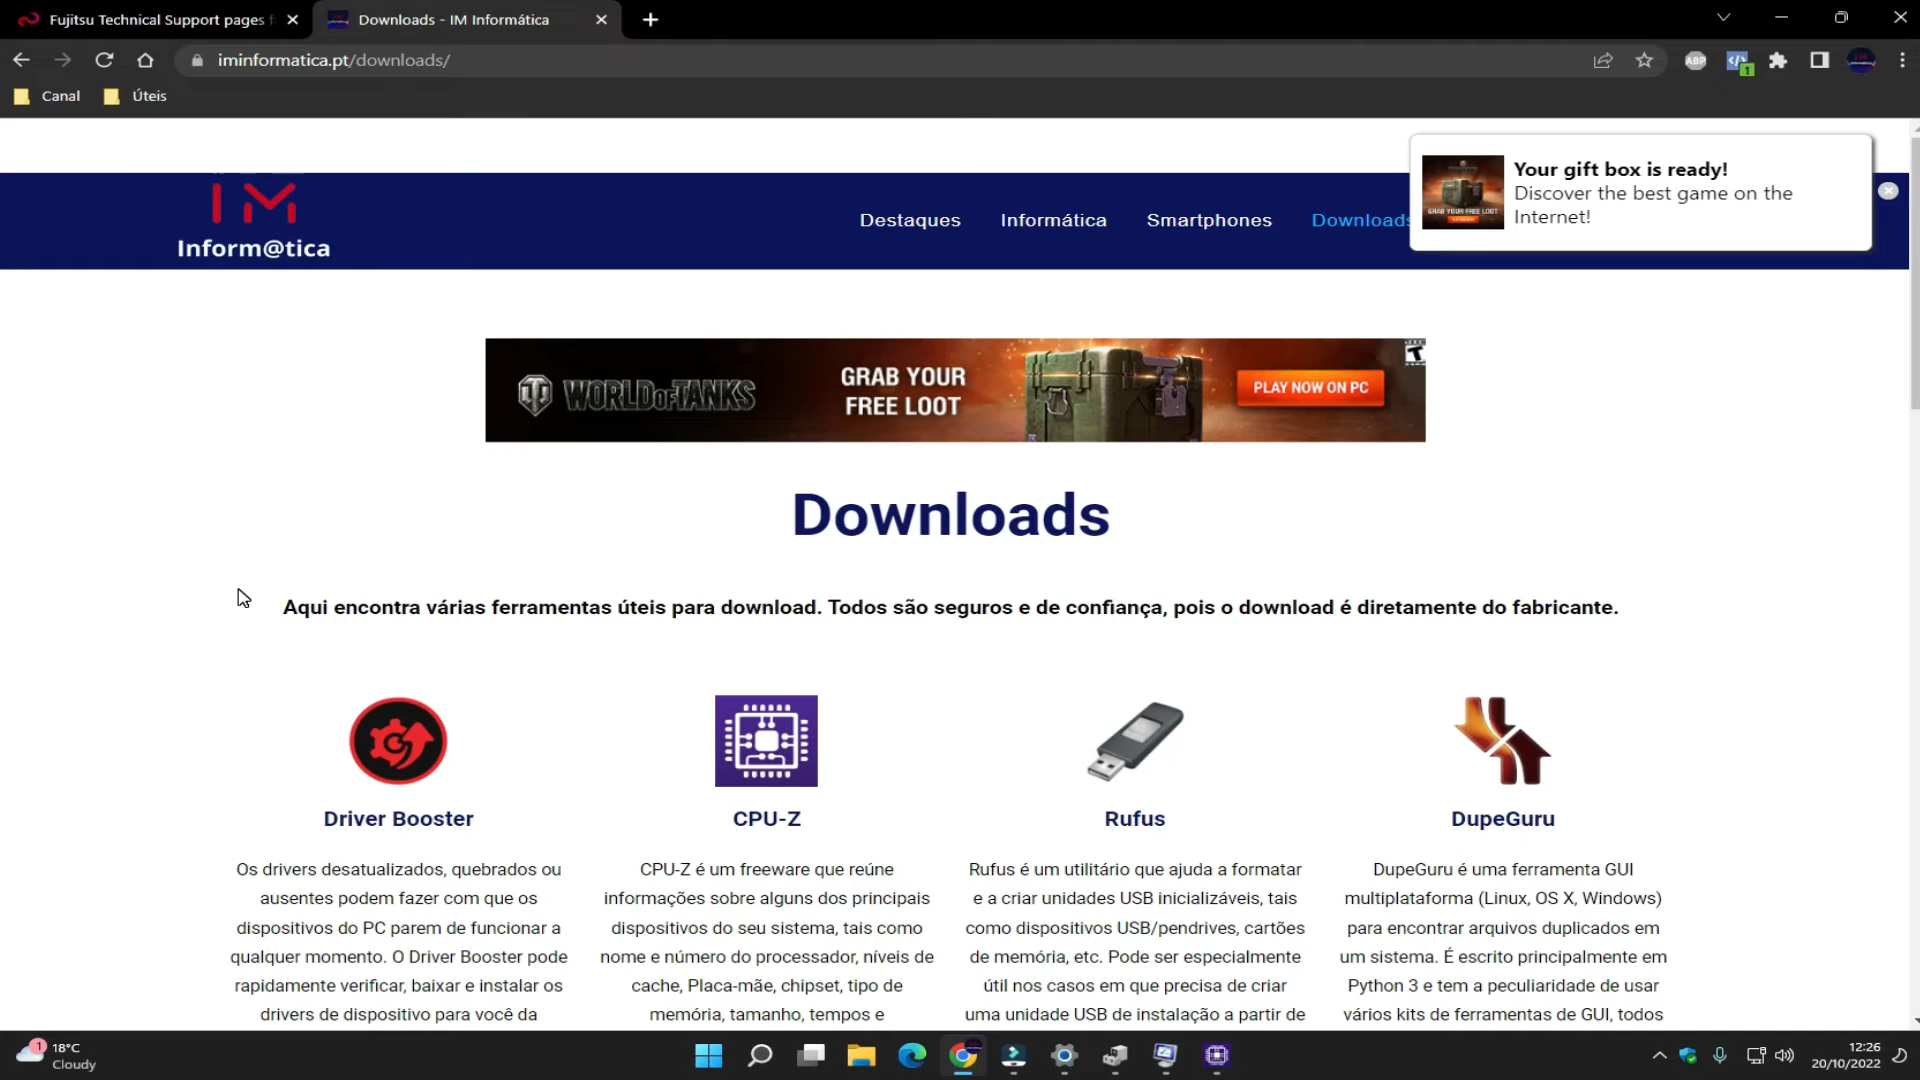 Fujitsu Technical Support pages f
Downloads - IM Informática
iminformatica.pt/downloads/
ABP
1
Canal
Úteis
IM
Inform@tica
Destaques
Informática
Smartphones
Downloads
GRAB YOUR FREE LOOT
Your gift box is ready!
Discover the best game on the
Internet!
WORLD OF TANKS
GRAB YOUR
FREE LOOT
PLAY NOW ON PC
T
Downloads
Aqui encontra várias ferramentas úteis para download. Todos são seguros e de confiança, pois o download é diretamente do fabricante.
Driver Booster
Os drivers desatualizados, quebrados ou
ausentes podem fazer com que os
dispositivos do PC parem de funcionar a
qualquer momento. O Driver Booster pode
rapidamente verificar, baixar e instalar os
drivers de dispositivo para você da
CPU-Z
CPU-Z é um freeware que reúne
informações sobre alguns dos principais
dispositivos do seu sistema, tais como
nome e número do processador, níveis de
cache, Placa-mãe, chipset, tipo de
memória, tamanho, tempos e
Rufus
Rufus é um utilitário que ajuda a formatar
e a criar unidades USB inicializáveis, tais
como dispositivos USB/pendrives, cartões
de memória, etc. Pode ser especialmente
útil nos casos em que precisa de criar
uma unidade USB de instalação a partir de
DupeGuru
DupeGuru é uma ferramenta GUI
multiplataforma (Linux, OS X, Windows)
para encontrar arquivos duplicados em
um sistema. É escrito principalmente em
Python 3 e tem a peculiaridade de usar
vários kits de ferramentas de GUI, todos
1
18°C
Cloudy
12:26
20/10/2022